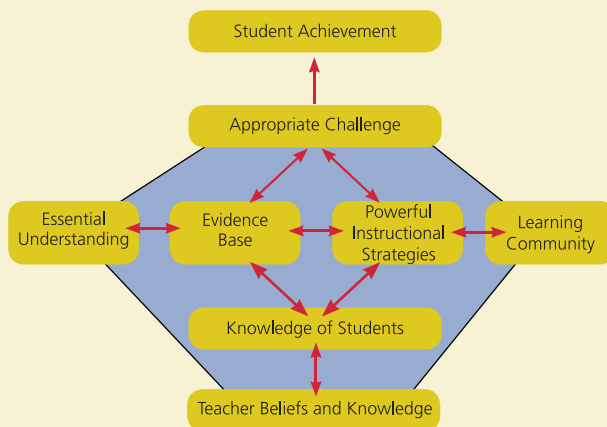 Student Achievement
Appropriate Challenge
Essential
Understanding
Evidence
Base
Powerful
Instructional
Strategies
Learning
Community
Knowledge of Students
Teacher Beliefs and Knowledge